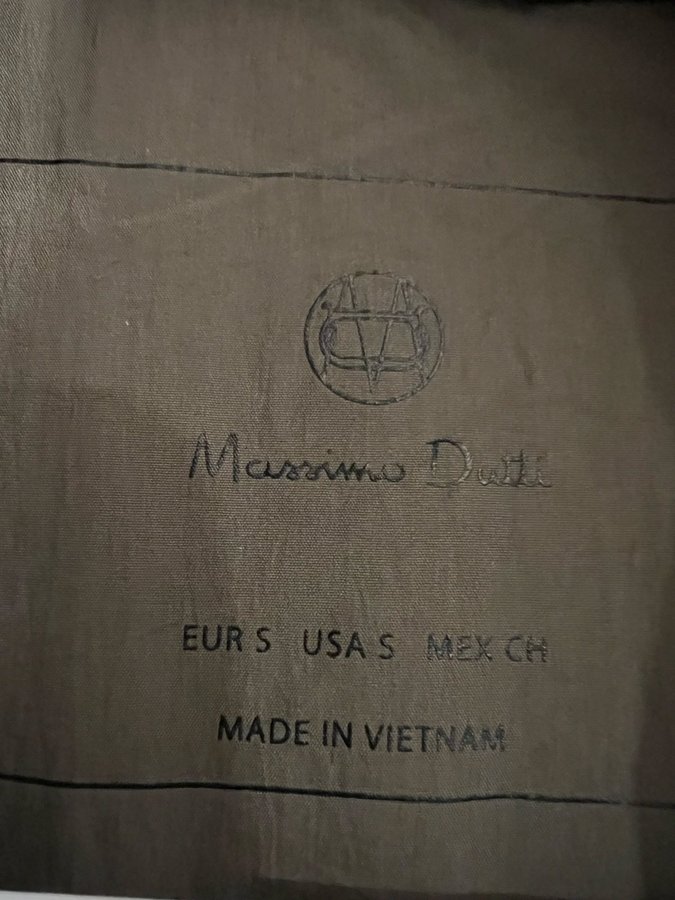 Massimo Dutti
EUR S USA S MEX CH
MADE IN VIETNAM